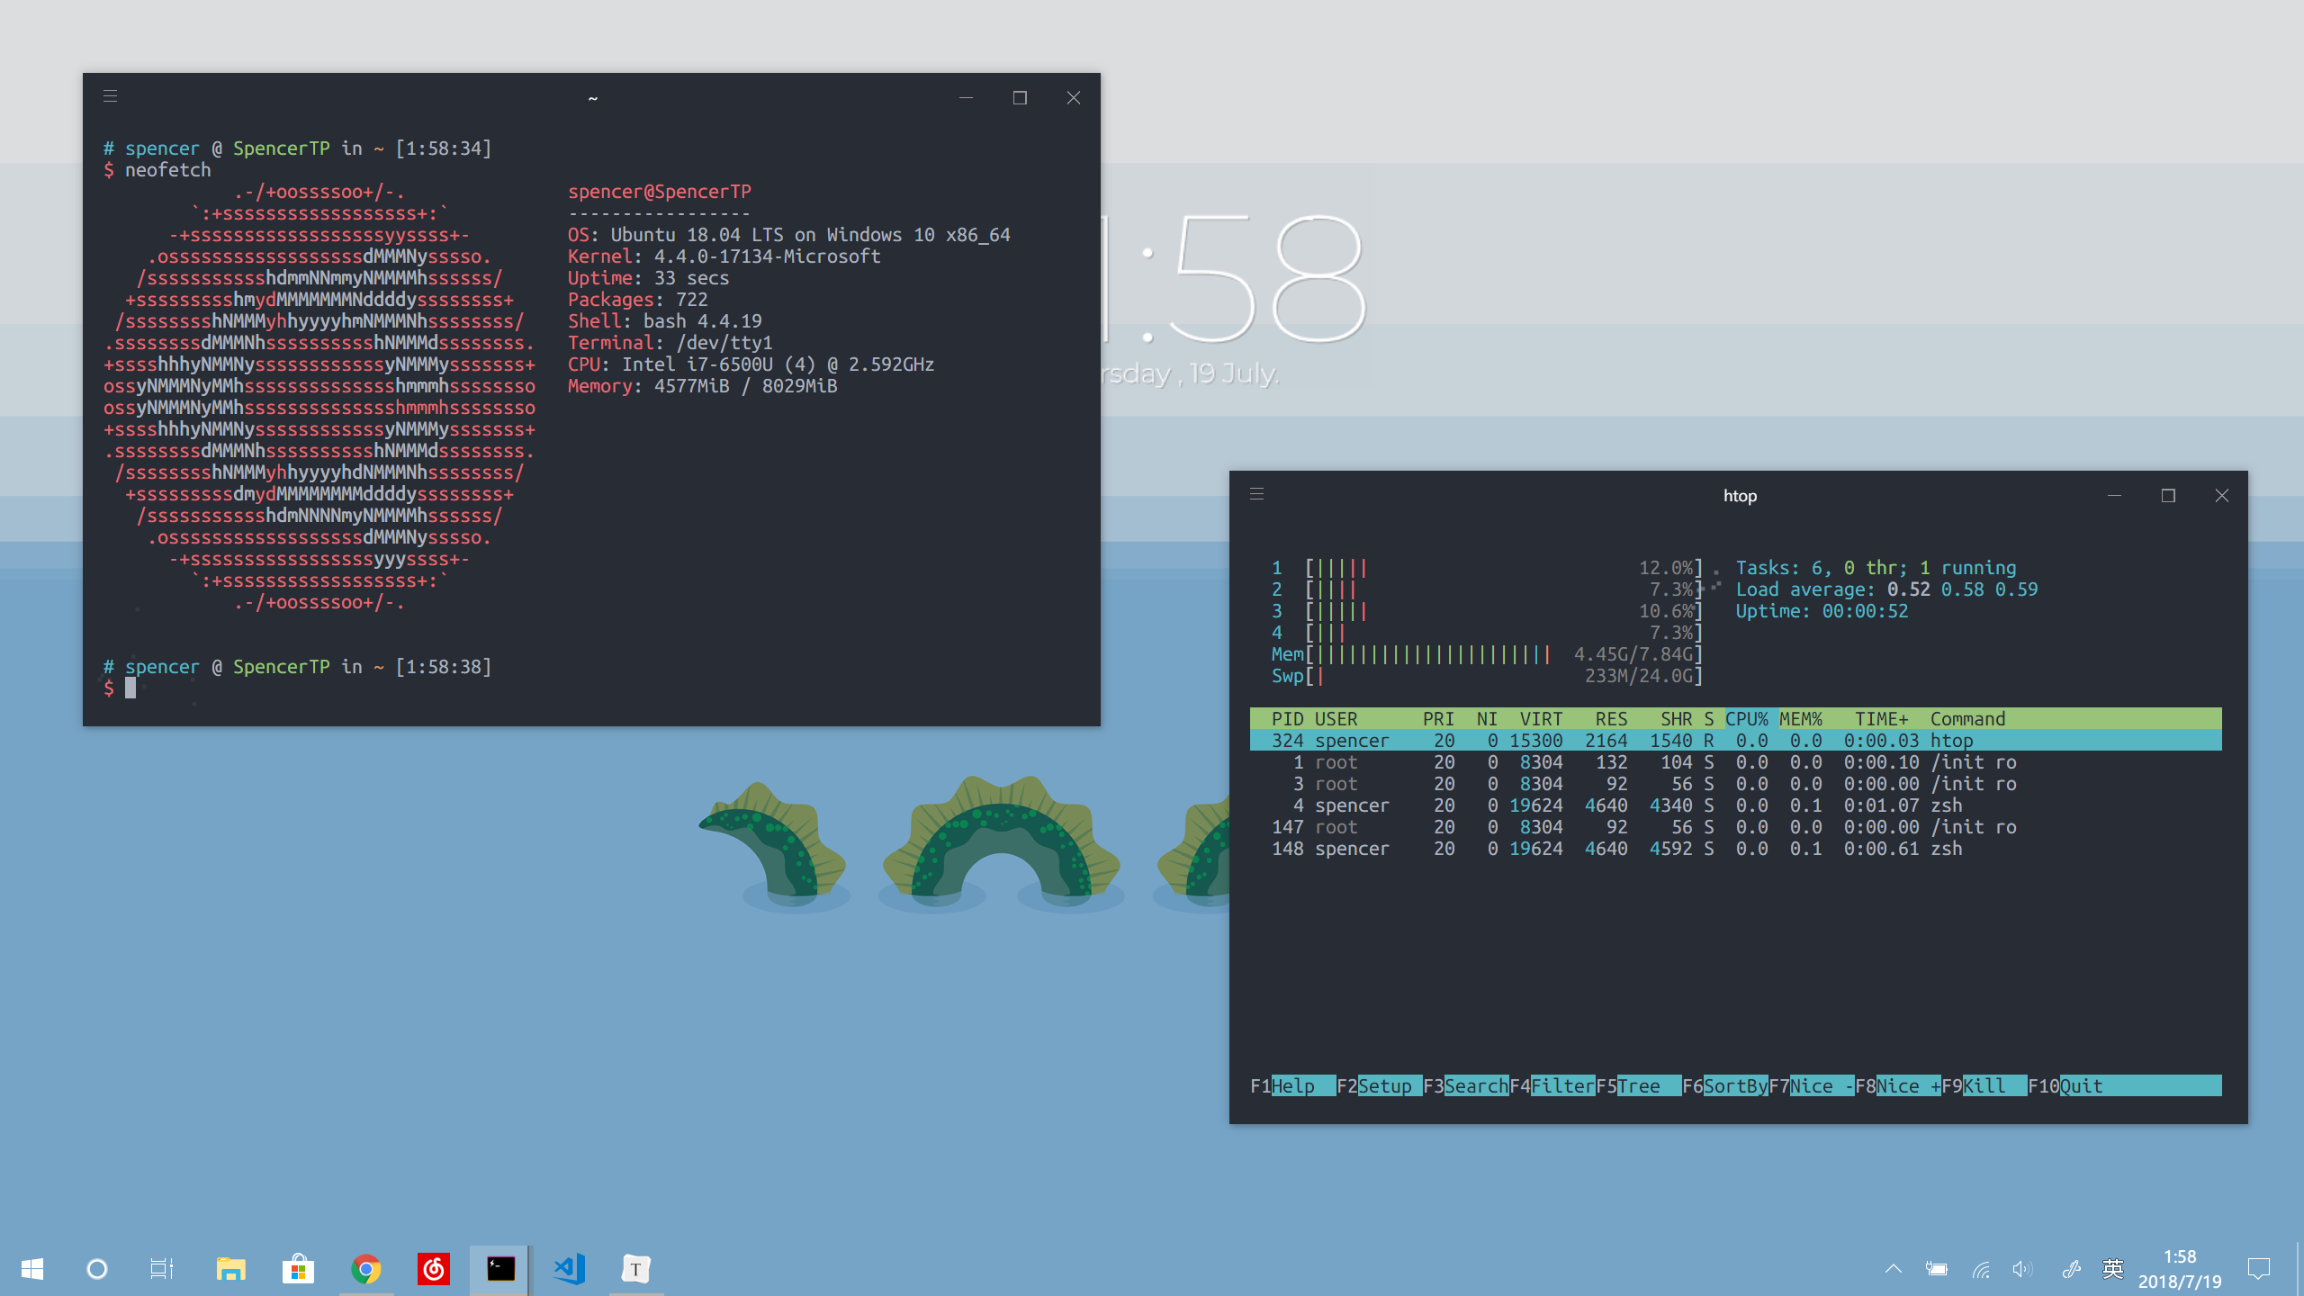 ~
# spencer @ SpencerTP in ~ [1:58:34]
$ neofetch
.-/+oossssoo+/-.
`:+ssssssssssssssssss+:`
-+ssssssssssssssssssyyssss+-
.ossssssssssssssssssdMMMNysssso.
/ssssssssssshdmmNNmmyNMMMMhssssss/
+ssssssssshmydMMMMMMMNddddyssssssss+
/sssssssshNMMMyhhyyyyhmNMMMNhssssssss/
.ssssssssdMMMNhsssssssssshNMMMdssssssss.
+sssshhhyNMMNyssssssssssssyNMMMysssssss+
ossyNMMMNyMMhsssssssssssssshmmmhssssssso
ossyNMMMNyMMhsssssssssssssshmmmhssssssso
+sssshhhyNMMNyssssssssssssyNMMMysssssss+
.ssssssssdMMMNhsssssssssshNMMMdssssssss.
/sssssssshNMMMyhhyyyyhdNMMMNhssssssss/
+sssssssssdmydMMMMMMMMddddyssssssss+
/ssssssssssshdmNNNNmyNMMMMhssssss/
.ossssssssssssssssssdMMMNysssso.
-+sssssssssssssssssyyyssss+-
`:+ssssssssssssssssss+:`
.-/+oossssoo+/-.
spencer@SpencerTP
-----------------
OS: Ubuntu 18.04 LTS on Windows 10 x86_64
Kernel: 4.4.0-17134-Microsoft
Uptime: 33 secs
Packages: 722
Shell: bash 4.4.19
Terminal: /dev/tty1
CPU: Intel i7-6500U (4) @ 2.592GHz
Memory: 4577MiB / 8029MiB
# spencer @ SpencerTP in ~ [1:58:38]
$
1:58
rsday , 19 July.
htop
1 [||||| 12.0%]
2 [|||| 7.3%]
3 [||||| 10.6%]
4 [||| 7.3%]
Mem[|||||||||||||||||||||| 4.45G/7.84G]
Swp[| 233M/24.0G]
Tasks: 6, 0 thr; 1 running
Load average: 0.52 0.58 0.59
Uptime: 00:00:52
PID USER PRI NI VIRT RES SHR S CPU% MEM% TIME+ Command
324 spencer 20 0 15300 2164 1540 R 0.0 0.0 0:00.03 htop
1 root 20 0 8304 132 104 S 0.0 0.0 0:00.10 /init ro
3 root 20 0 8304 92 56 S 0.0 0.0 0:00.00 /init ro
4 spencer 20 0 19624 4640 4340 S 0.0 0.1 0:01.07 zsh
147 root 20 0 8304 92 56 S 0.0 0.0 0:00.00 /init ro
148 spencer 20 0 19624 4640 4592 S 0.0 0.1 0:00.61 zsh
F1Help F2Setup F3SearchF4FilterF5Tree F6SortByF7Nice -F8Nice +F9Kill F10Quit
T
英
1:58
2018/7/19